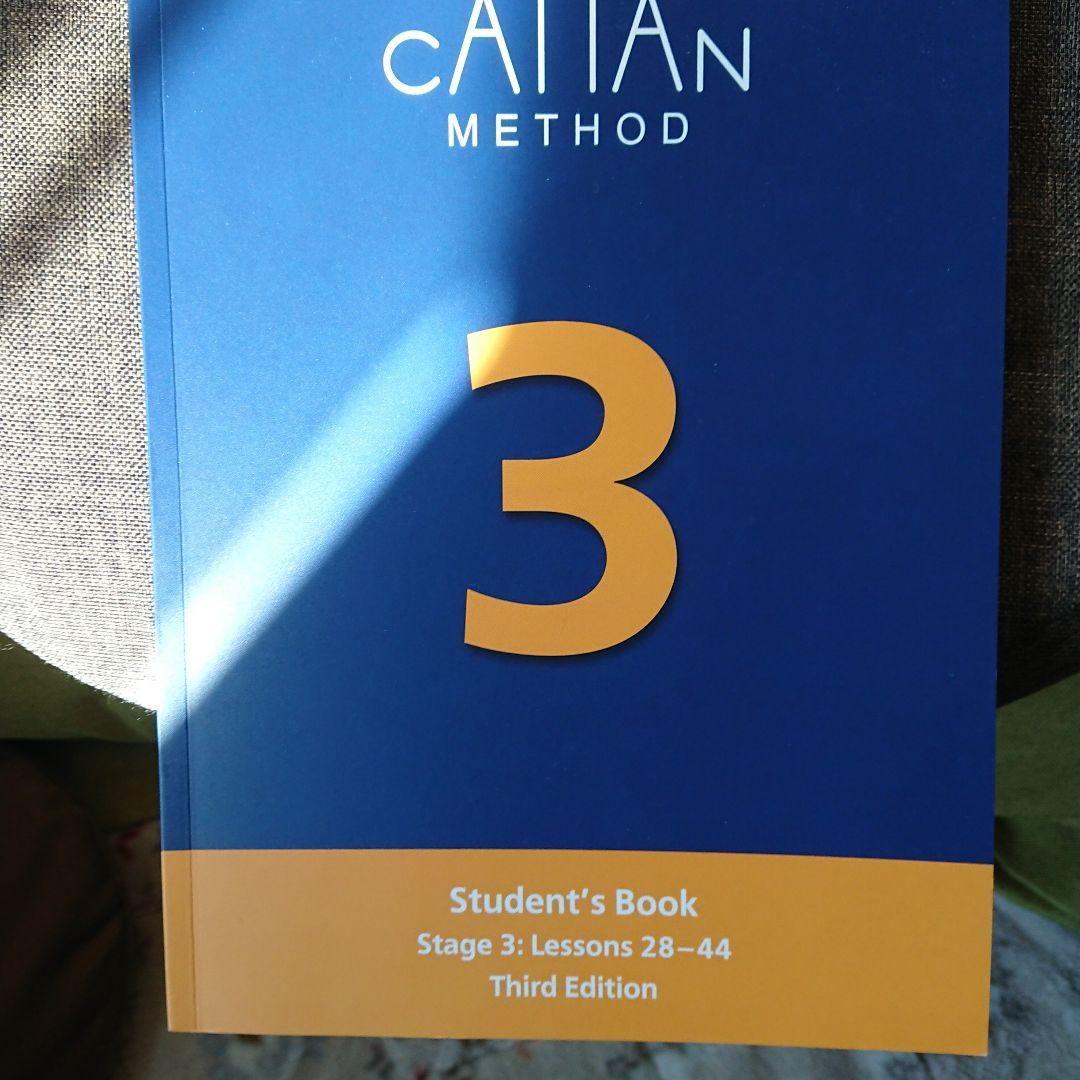 CAllAN
METHOD
3
Student's Book
Stage 3: Lessons 28–44
Third Edition